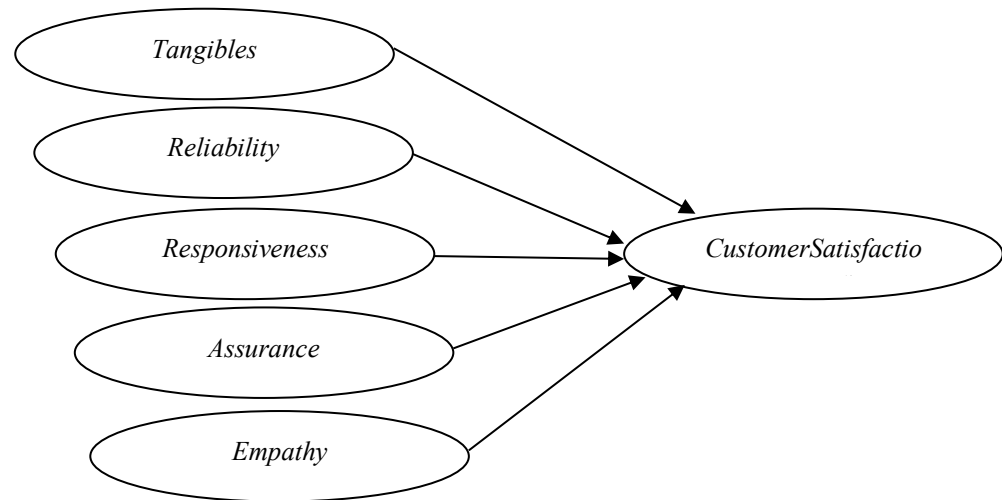 Tangibles
Reliability
Responsiveness
CustomerSatisfactio
Assurance
Empathy